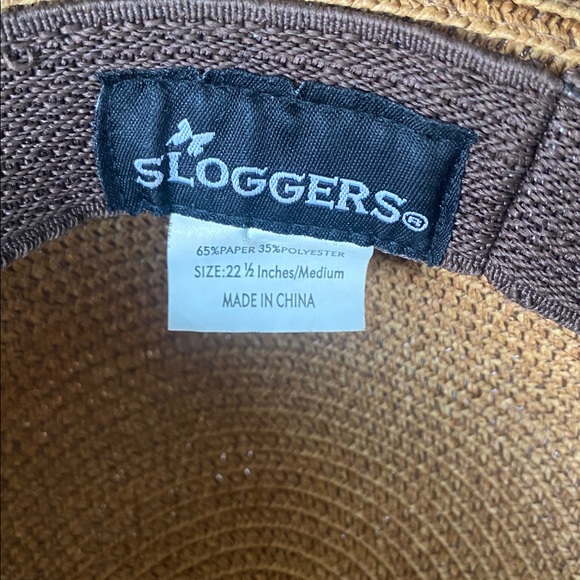 SLOGGERS®
65%PAPER 35%POLYESTER
SIZE:22 ½ Inches/Medium
MADE IN CHINA